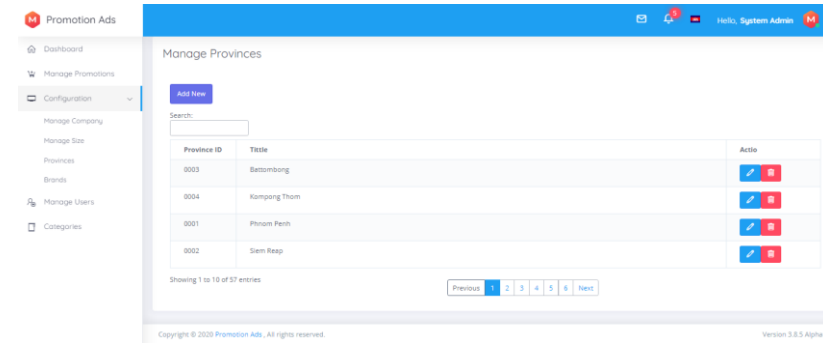 M Promotion Ads
5
Hello, System Admin M
Dashboard
Manage Promotions
Configuration
Manage Company
Manage Size
Provinces
Brands
Manage Users
Categories
Manage Provinces
Add New
Search:
Province ID Tittle Actio
0003 Battombong
0004 Kampong Thom
0001 Phnom Penh
0002 Siem Reap
Showing 1 to 10 of 57 entries
Previous 1 2 3 4 5 6 Next
Copyright © 2020 Promotion Ads . All rights reserved. Version 3.8.5 Alpha